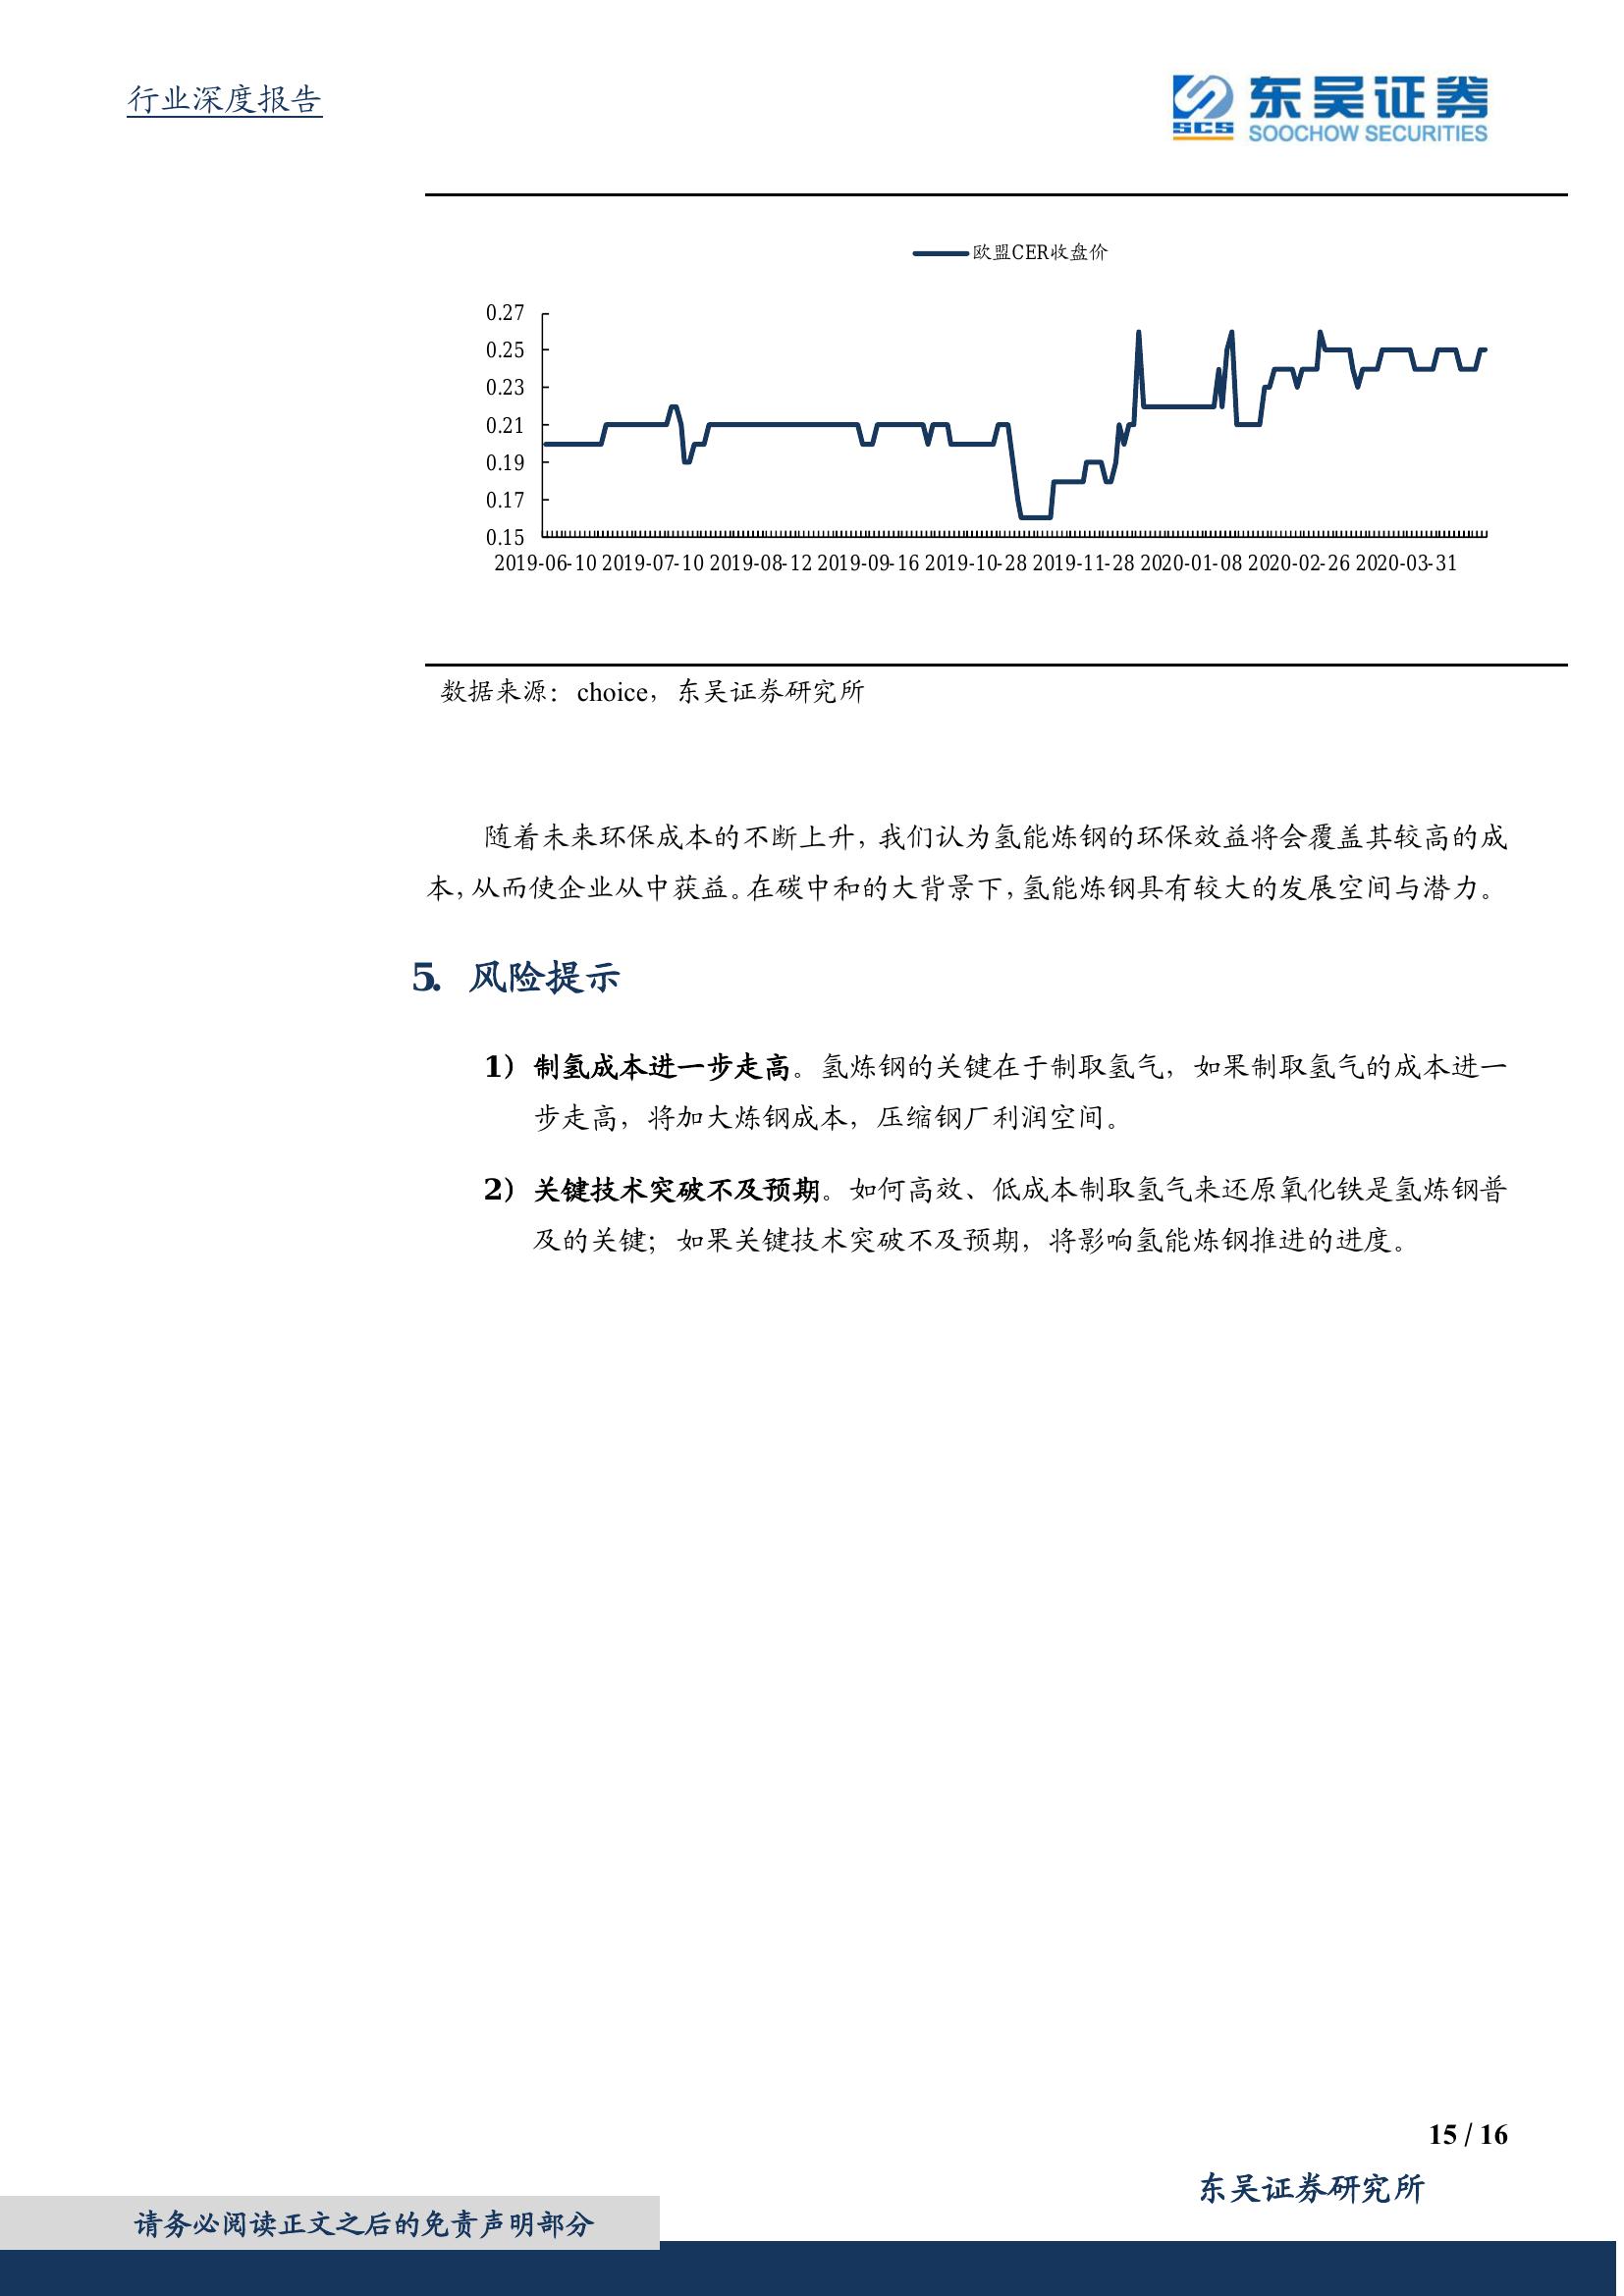 行业深度报告
SCS 东吴证券
SOOCHOW SECURITIES
欧盟CER收盘价
0.27
0.25
0.23
0.21
0.19
0.17
0.15
2019-06-10 2019-07-10 2019-08-12 2019-09-16 2019-10-28 2019-11-28 2020-01-08 2020-02-26 2020-03-31
数据来源：choice，东吴证券研究所
随着未来环保成本的不断上升，我们认为氢能炼钢的环保效益将会覆盖其较高的成
本，从而使企业从中获益。在碳中和的大背景下，氢能炼钢具有较大的发展空间与潜力。
5. 风险提示
1） 制氢成本进一步走高。氢炼钢的关键在于制取氢气，如果制取氢气的成本进一
步走高，将加大炼钢成本，压缩钢厂利润空间。
2） 关键技术突破不及预期。如何高效、低成本制取氢气来还原氧化铁是氢炼钢普
及的关键；如果关键技术突破不及预期，将影响氢能炼钢推进的进度。
15 / 16
东吴证券研究所
请务必阅读正文之后的免责声明部分